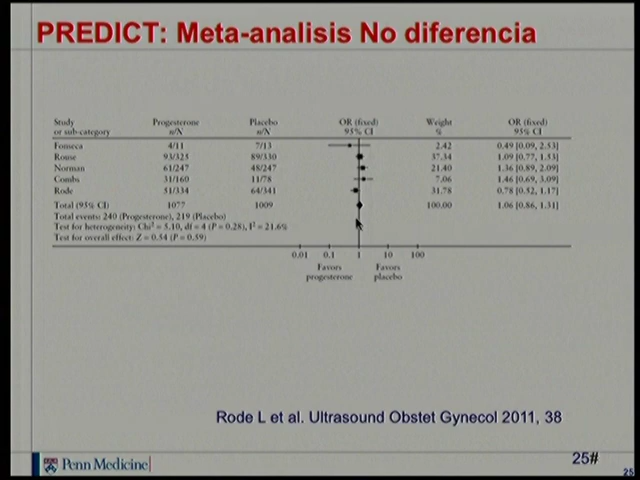 PREDICT: Meta-analisis No diferencia
Study Progesterone Placebo OR (fixed) Weight OR (fixed)
or sub-category n/N n/N 95% CI % 95% CI
Fonseca 4/11 7/13 2.42 0.49 [0.09, 2.53]
Rouse 93/325 89/330 37.34 1.09 [0.77, 1.53]
Norman 61/247 48/247 21.40 1.36 [0.89, 2.09]
Combs 31/160 11/78 7.06 1.46 [0.69, 3.09]
Rode 51/334 64/341 31.78 0.78 [0.52, 1.17]
Total (95% CI) 1077 1009 100.00 1.06 [0.86, 1.31]
Total events: 240 (Progesterone), 219 (Placebo)
Test for heterogeneity: Chi² = 5.10, df = 4 (P = 0.28), I² = 21.6%
Test for overall effect: Z = 0.54 (P = 0.59)
0.01 0.1 1 10 100
Favors Favors
progesterone placebo
Rode L et al. Ultrasound Obstet Gynecol 2011, 38
Penn Medicine
25#
25